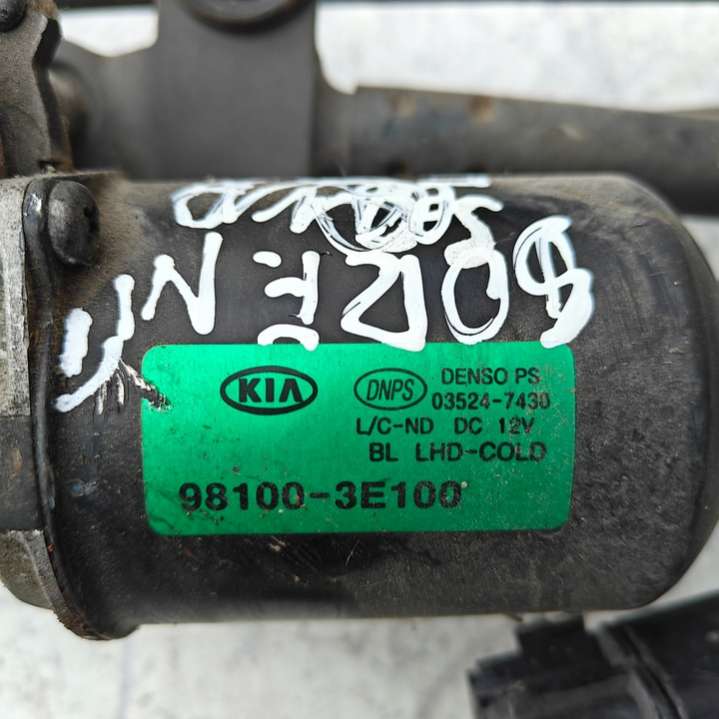 KIA
DNPS
DENSO PS
03524-7430
L/C-ND DC 12V
BL LHD-COLD
98100-3E100